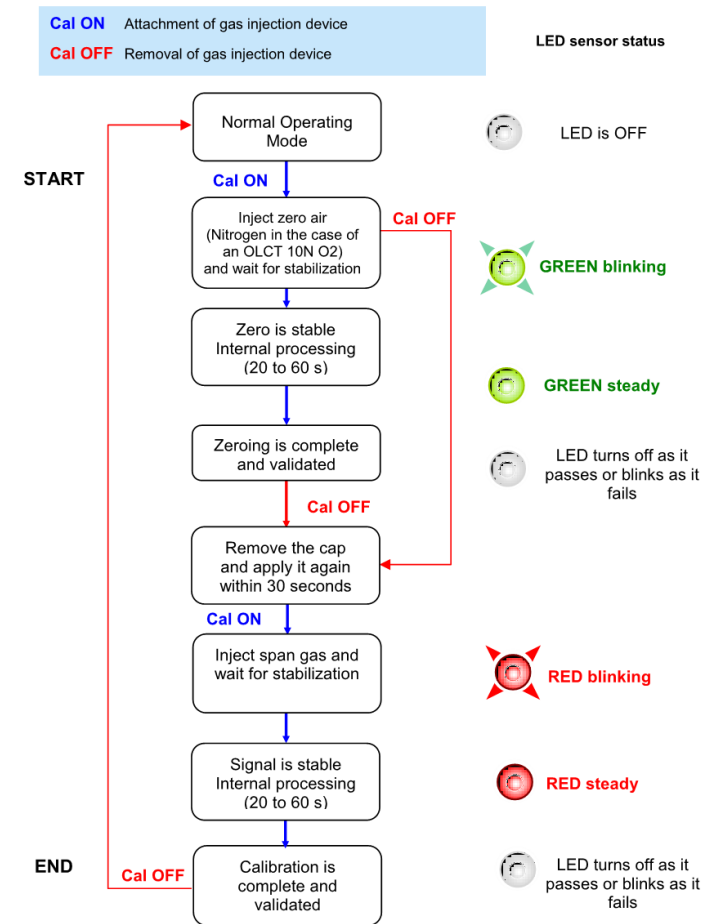 Cal ON Attachment of gas injection device
Cal OFF Removal of gas injection device
LED sensor status
Normal Operating
Mode
LED is OFF
START
Cal ON
Inject zero air
(Nitrogen in the case of
an OLCT 10N O2)
and wait for stabilization
Cal OFF
GREEN blinking
Zero is stable
Internal processing
(20 to 60 s)
GREEN steady
Zeroing is complete
and validated
LED turns off as it
passes or blinks as it
fails
Cal OFF
Remove the cap
and apply it again
within 30 seconds
Cal ON
Inject span gas and
wait for stabilization
RED blinking
Signal is stable
Internal processing
(20 to 60 s)
RED steady
END
Cal OFF
Calibration is
complete and
validated
LED turns off as it
passes or blinks as it
fails